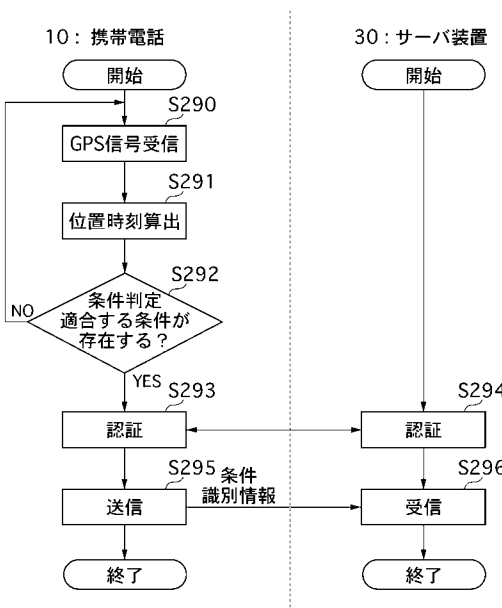 10：携帯電話
開始
S290
GPS信号受信
S291
位置時刻算出
S292
条件判定
適合する条件が
存在する？
NO
YES
S293
認証
S295
送信
条件
識別情報
終了
30：サーバ装置
開始
S294
認証
S296
受信
終了